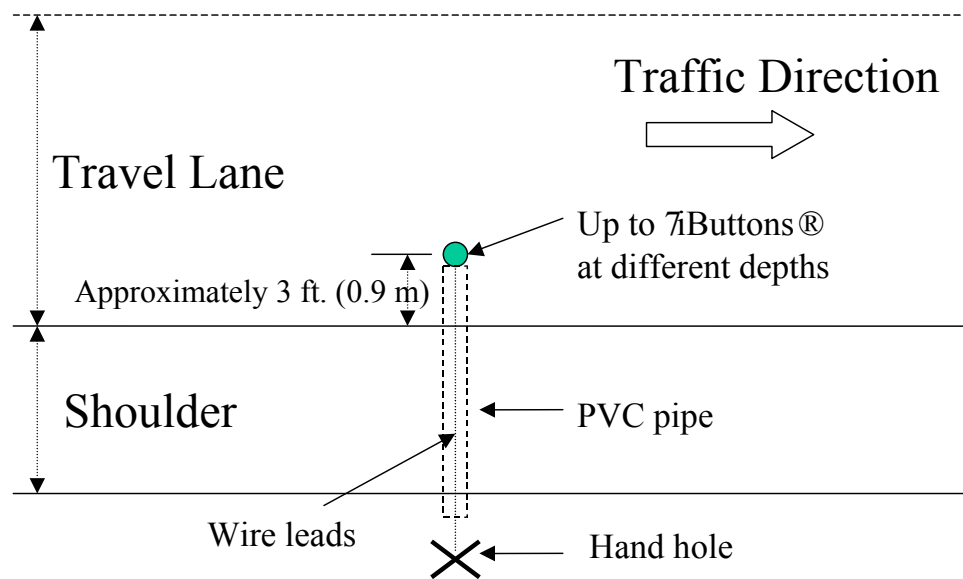 Traffic Direction
Travel Lane
Up to 7iButtons®
at different depths
Approximately 3 ft. (0.9 m)
Shoulder
PVC pipe
Wire leads
Hand hole